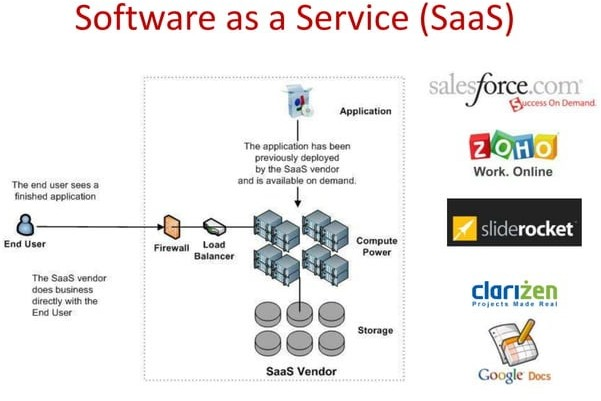 Software as a Service (SaaS)
Application
The application has been
previously deployed
by the SaaS vendor
and is available on demand.
The end user sees a
finished application
End User
Firewall
Load
Balancer
Compute
Power
The SaaS vendor
does business
directly with the
End User
Storage
SaaS Vendor
salesforce.com
Success On Demand.
ZOHO
Work. Online
sliderocket
clarizen
Projects Made Real
Google Docs